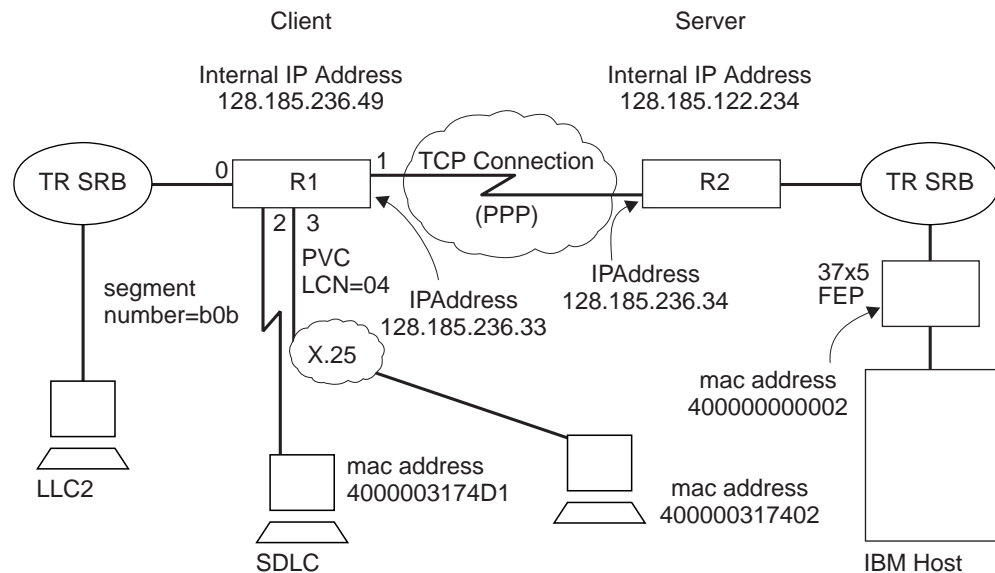 Client
Server
Internal IP Address
128.185.236.49
Internal IP Address
128.185.122.234
TR SRB
0
R1
1
TCP Connection
(PPP)
R2
TR SRB
2
3
PVC
LCN=04
segment
number=b0b
IPAddress
128.185.236.33
IPAddress
128.185.236.34
37x5
FEP
X.25
mac address
400000000002
LLC2
mac address
4000003174D1
SDLC
mac address
400000317402
IBM Host